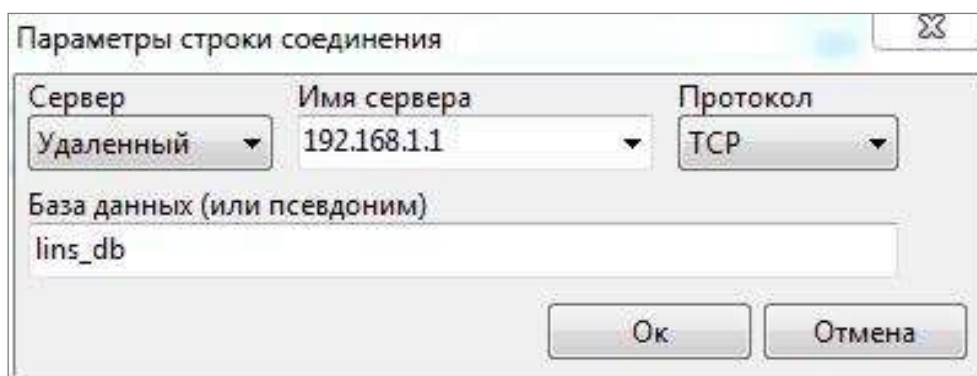 Параметры строки соединения
Сервер Имя сервера Протокол
Удаленный 192.168.1.1 TCP
База данных (или псевдоним)
lins_db
Ок Отмена